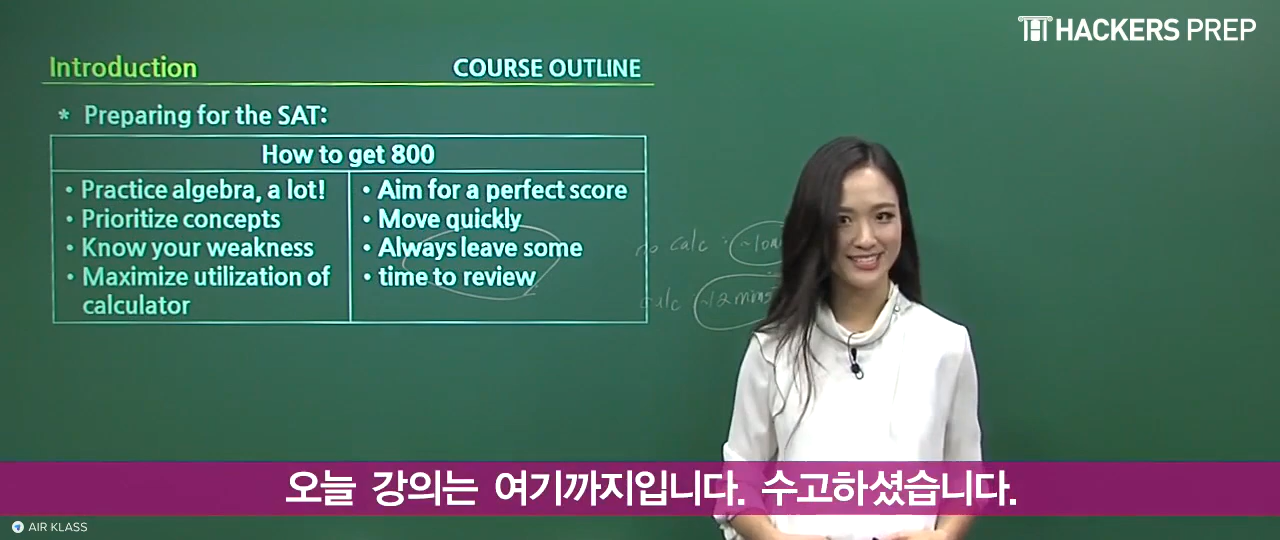 HACKERS PREP
Introduction
COURSE OUTLINE
* Preparing for the SAT:
How to get 800
• Practice algebra, a lot!
• Prioritize concepts
• Know your weakness
• Maximize utilization of
calculator
• Aim for a perfect score
• Move quickly
• Always leave some
• time to review
no calc :
calc ~12 mins
오늘 강의는 여기까지입니다. 수고하셨습니다.
AIR KLASS